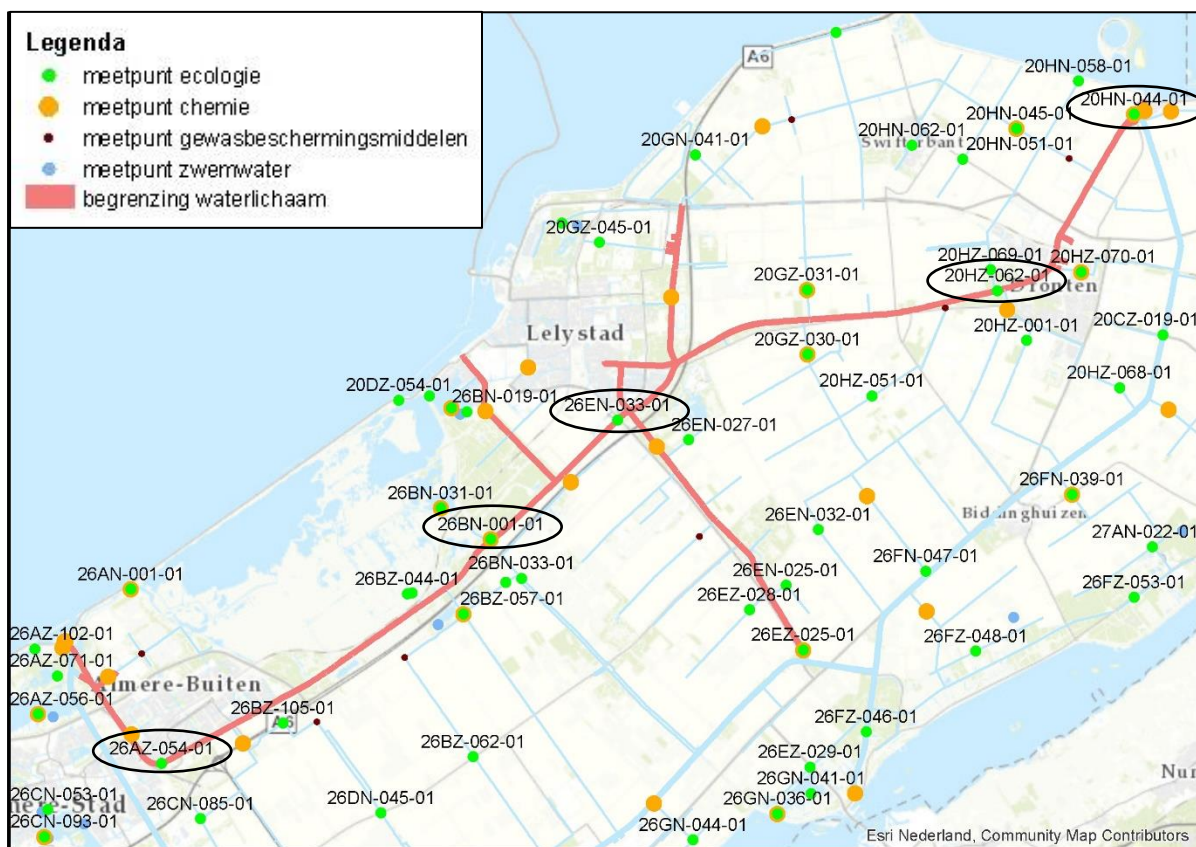 Legenda
meetpunt ecologie
meetpunt chemie
meetpunt gewasbeschermingsmiddelen
meetpunt zwemwater
begrenzing waterlichaam
A6
20HN-058-01
20HN-044-01
20HN-045-01
20HN-062-01
Swifterbant
20HN-051-01
20GN-041-01
20GZ-045-01
20HZ-069-01
20HZ-070-01
20HZ-062-01
Dronten
20GZ-031-01
20HZ-001-01
20CZ-019-01
Lelystad
20GZ-030-01
20HZ-051-01
20HZ-068-01
20DZ-054-01
26BN-019-01
26EN-033-01
26EN-027-01
26BN-031-01
26FN-039-01
Biddinghuizen
26BN-001-01
26EN-032-01
27AN-022-01
26BN-033-01
26FN-047-01
26AN-001-01
26BZ-044-01
26EN-025-01
26FZ-053-01
26BZ-057-01
26EZ-028-01
26AZ-102-01
26EZ-025-01
26FZ-048-01
26AZ-071-01
Almere-Buiten
26AZ-056-01
26BZ-105-01
A6
26FZ-046-01
26AZ-054-01
26BZ-062-01
26EZ-029-01
26GN-041-01
Nun
26CN-053-01
mere-Stad
26CN-085-01
26DN-045-01
26GN-036-01
26CN-093-01
26GN-044-01
Esri Nederland, Community Map Contributors